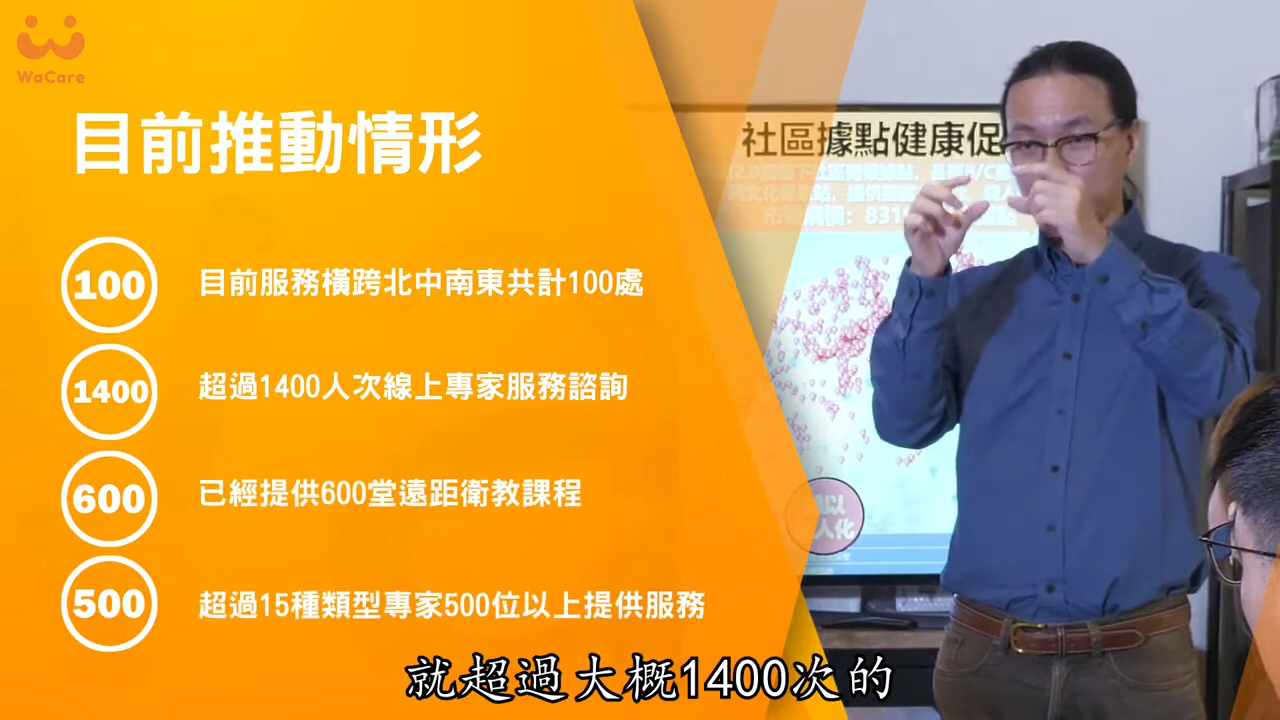 WaCare
目前推動情形
100
目前服務橫跨北中南東共計100處
1400
超過1400人次線上專家服務諮詢
600
已經提供600堂遠距衛教課程
500
超過15種類型專家500位以上提供服務
社區據點健康促
就超過大概1400次的